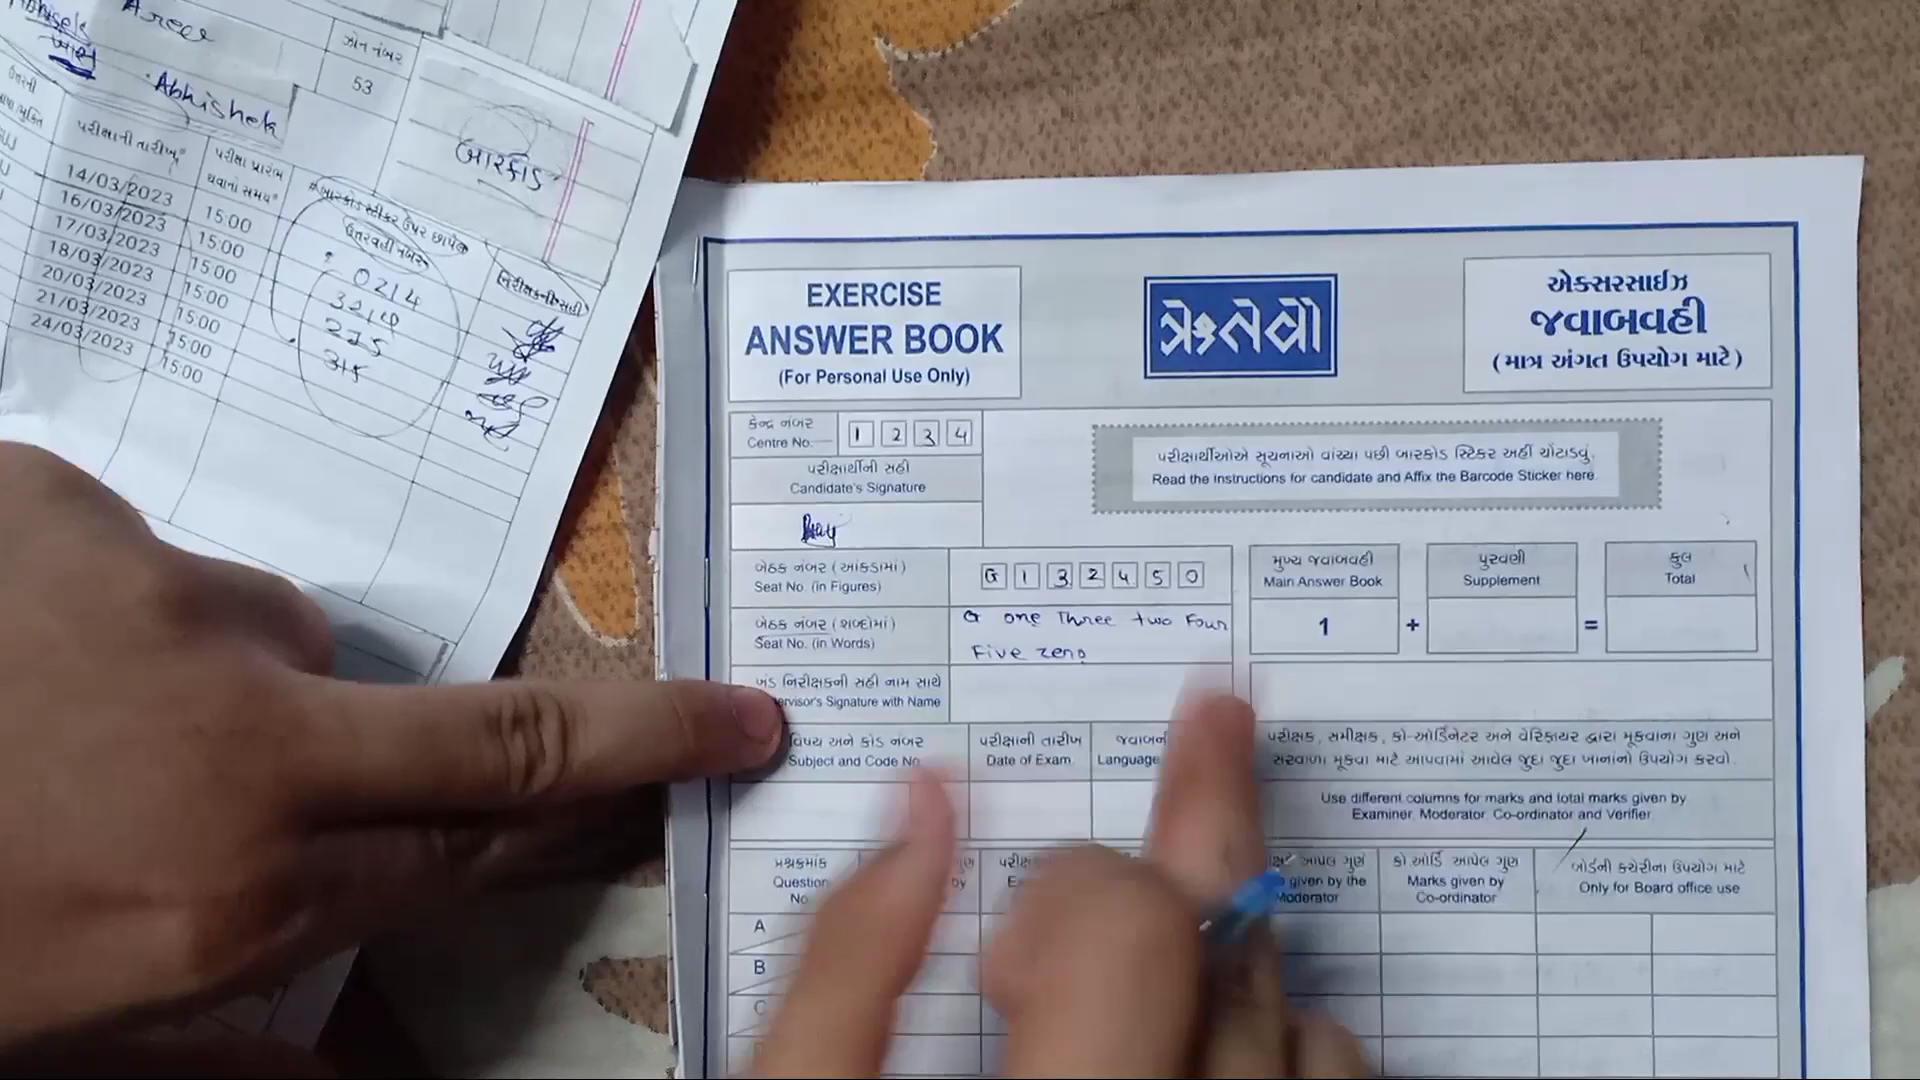 Abhishek
ઝોન નંબર
53
Abhishek
બારકોડ
પરીક્ષાની તારીખ*
પરીક્ષા પ્રારંભ
થવાનો સમય*
#બારકોડ સ્ટીકર ઉપર છાપેલ
ઉત્તરવહી નંબર
નિરીક્ષકની સહી
14/03/2023 15:00 0214
16/03/2023 15:00 3214
17/03/2023 15:00 225
18/03/2023 15:00 315
20/03/2023 15:00
21/03/2023 15:00
24/03/2023 15:00
EXERCISE
ANSWER BOOK
(For Personal Use Only)
એક્સરસાઈઝ
જવાબવહી
(માત્ર અંગત ઉપયોગ માટે)
કેન્દ્ર નંબર
Centre No. 1 2 3 4
પરીક્ષાર્થીની સહી
Candidate's Signature
પરીક્ષાર્થીઓએ સૂચનાઓ વાંચ્યા પછી બારકોડ સ્ટિકર અહીં ચોંટાડવું.
Read the Instructions for candidate and Affix the Barcode Sticker here.
બેઠક નંબર (આંકડામાં)
Seat No. (in Figures) G 1 3 2 4 5 0
બેઠક નંબર (શબ્દોમાં)
Seat No. (in Words)
G one Three two Four
Five zero
મુખ્ય જવાબવહી
Main Answer Book
પુરવણી
Supplement
કુલ
Total
1 + =
ખંડ નિરીક્ષકની સહી નામ સાથે
ervisor's Signature with Name
વિષય અને કોડ નંબર
Subject and Code No.
પરીક્ષાની તારીખ
Date of Exam.
જવાબની
Language
પરીક્ષક, સમીક્ષક, કો-ઓર્ડિનેટર અને વેરિફાયર દ્વારા મૂકવાના ગુણ અને
સરવાળા મૂકવા માટે આપવામાં આવેલ જુદા જુદા ખાનાંનો ઉપયોગ કરવો.
Use different columns for marks and total marks given by
Examiner Moderator Co-ordinator and Verifier
પ્રશ્નક્રમાંક
Question
No.
આપેલ ગુણ
given by the
Moderator
કો.ઓર્ડિ આપેલ ગુણ
Marks given by
Co-ordinator
બોર્ડની કચેરીના ઉપયોગ માટે
Only for Board office use
A
B
C